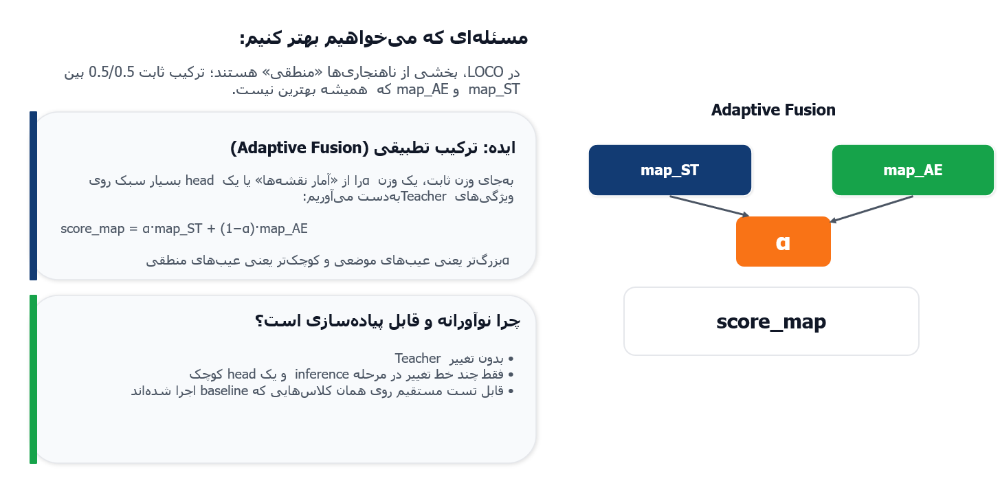 مسئله‌ای که می‌خواهیم بهتر کنیم:
در LOCO، بخشی از ناهنجاری‌ها «منطقی» هستند؛ ترکیب ثابت 0.5/0.5 بین
map_ST و map_AE که همیشه بهترین نیست.
ایده: ترکیب تطبیقی (Adaptive Fusion)
به‌جای وزن ثابت، یک وزن αرا از «آمار نقشه‌ها» یا یک head بسیار سبک روی
ویژگی‌های Teacherبه‌دست می‌آوریم:
score_map = α·map_ST + (1−α)·map_AE
αبزرگ‌تر یعنی عیب‌های موضعی و کوچک‌تر یعنی عیب‌های منطقی
چرا نوآورانه و قابل پیاده‌سازی است؟
• بدون تغییر Teacher
• فقط چند خط تغییر در مرحله inference و یک head کوچک
• قابل تست مستقیم روی همان کلاس‌هایی که baseline اجرا شده‌اند
Adaptive Fusion
map_ST
map_AE
α
score_map